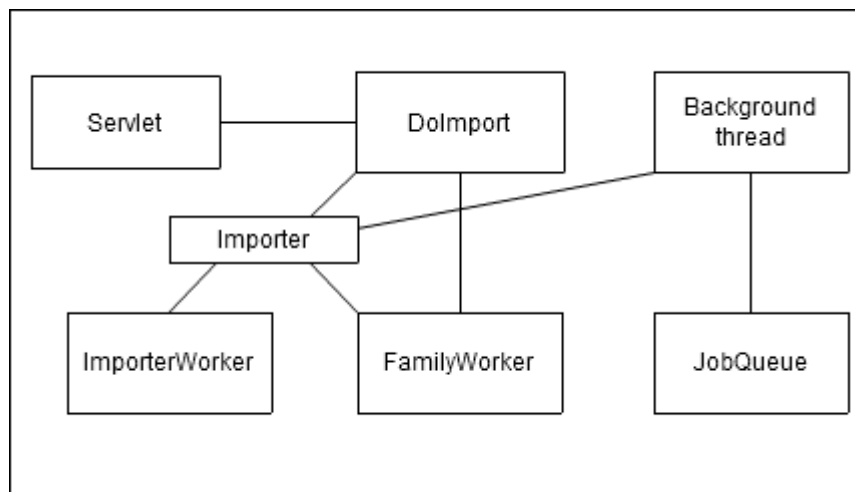 Servlet
DoImport
Background
thread
Importer
ImporterWorker
FamilyWorker
JobQueue